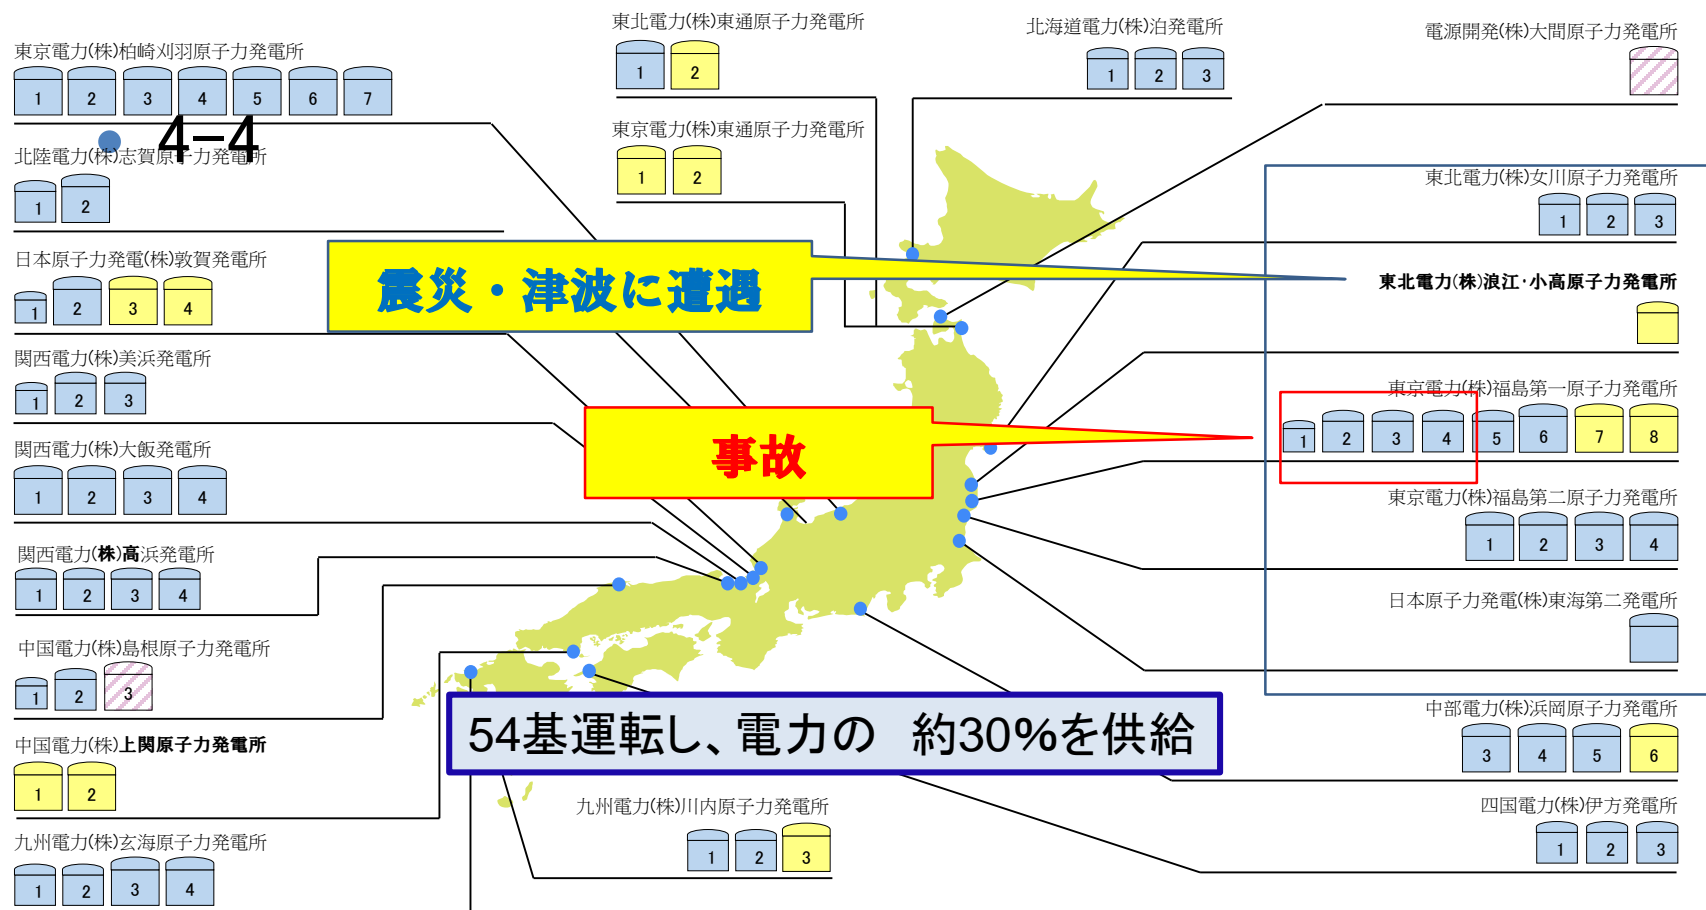 東京電力(株)柏崎刈羽原子力発電所
1 2 3 4 5 6 7
4−4
北陸電力(株)志賀原子力発電所
1 2
日本原子力発電(株)敦賀発電所
1 2 3 4
関西電力(株)美浜発電所
1 2 3
関西電力(株)大飯発電所
1 2 3 4
関西電力(株)高浜発電所
1 2 3 4
中国電力(株)島根原子力発電所
1 2 3
中国電力(株)上関原子力発電所
1 2
九州電力(株)玄海原子力発電所
1 2 3 4
東北電力(株)東通原子力発電所
1 2
東京電力(株)東通原子力発電所
1 2
北海道電力(株)泊発電所
1 2 3
震災・津波に遭遇
事故
54基運転し、電力の 約30%を供給
九州電力(株)川内原子力発電所
1 2 3
電源開発(株)大間原子力発電所
東北電力(株)女川原子力発電所
1 2 3
東北電力(株)浪江･小高原子力発電所
東京電力(株)福島第一原子力発電所
1 2 3 4 5 6 7 8
東京電力(株)福島第二原子力発電所
1 2 3 4
日本原子力発電(株)東海第二発電所
中部電力(株)浜岡原子力発電所
3 4 5 6
四国電力(株)伊方発電所
1 2 3